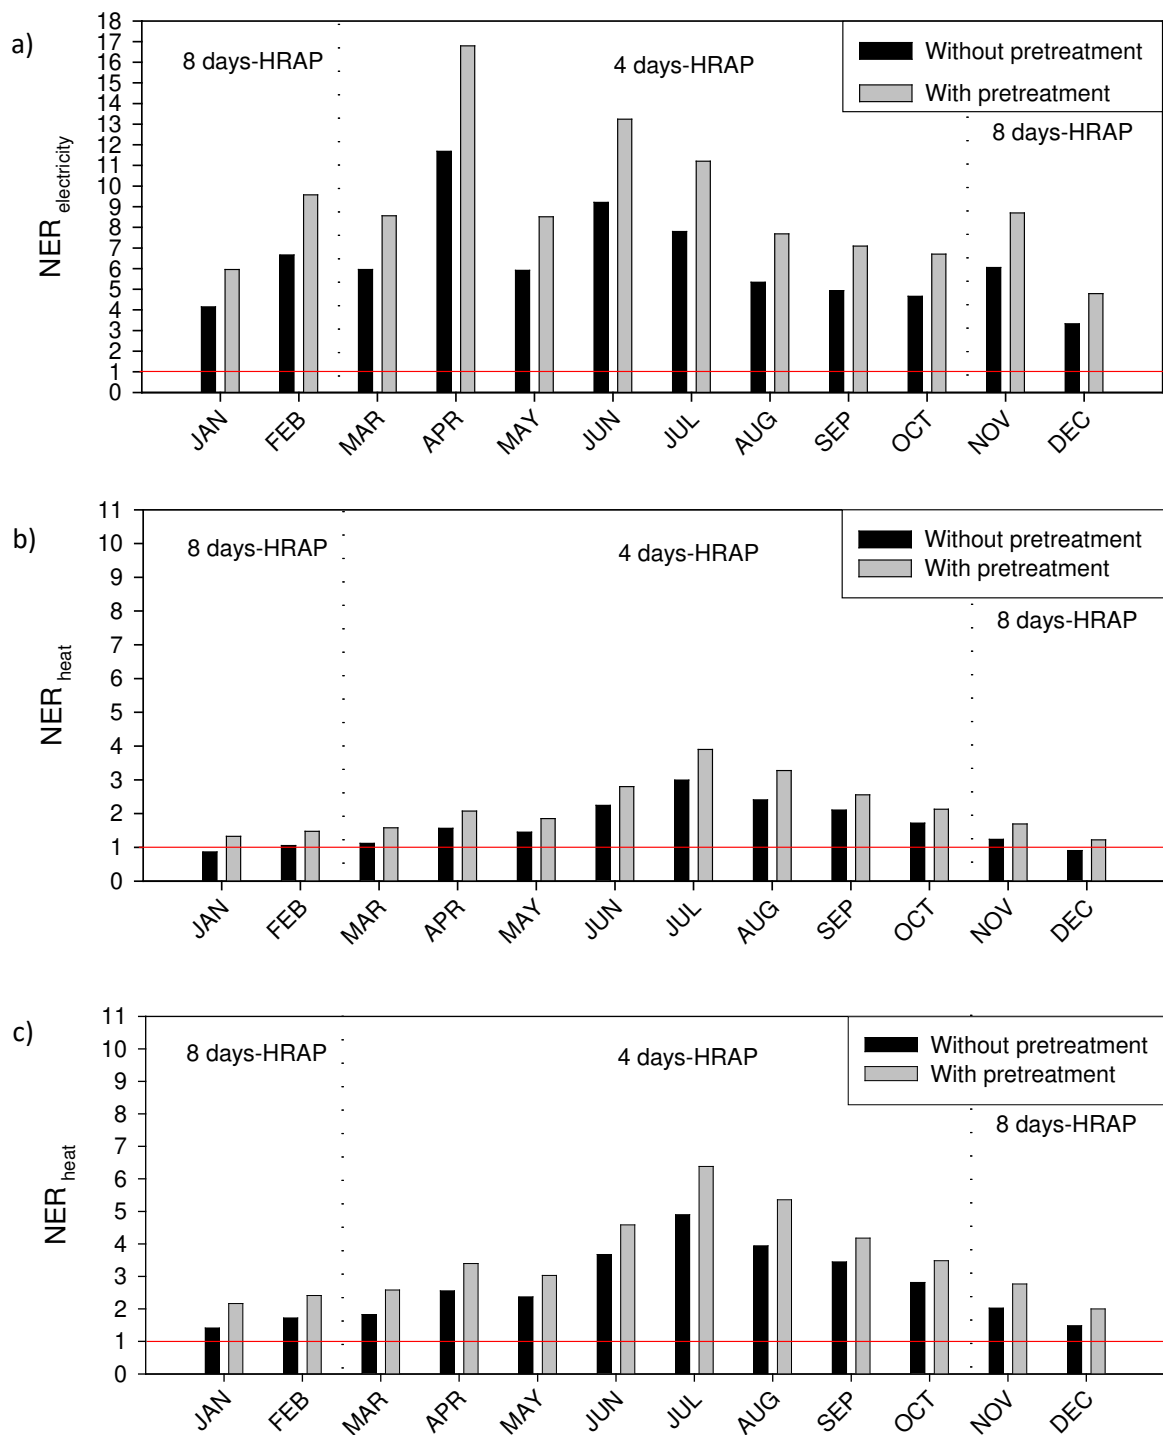 a)
NER electricity
18
17
16
15
14
13
12
11
10
9
8
7
6
5
4
3
2
1
0
8 days-HRAP
4 days-HRAP
Without pretreatment
With pretreatment
8 days-HRAP
JAN FEB MAR APR MAY JUN JUL AUG SEP OCT NOV DEC
b)
NER heat
11
10
9
8
7
6
5
4
3
2
1
0
8 days-HRAP
4 days-HRAP
Without pretreatment
With pretreatment
8 days-HRAP
JAN FEB MAR APR MAY JUN JUL AUG SEP OCT NOV DEC
c)
NER heat
11
10
9
8
7
6
5
4
3
2
1
0
8 days-HRAP
4 days-HRAP
Without pretreatment
With pretreatment
8 days-HRAP
JAN FEB MAR APR MAY JUN JUL AUG SEP OCT NOV DEC